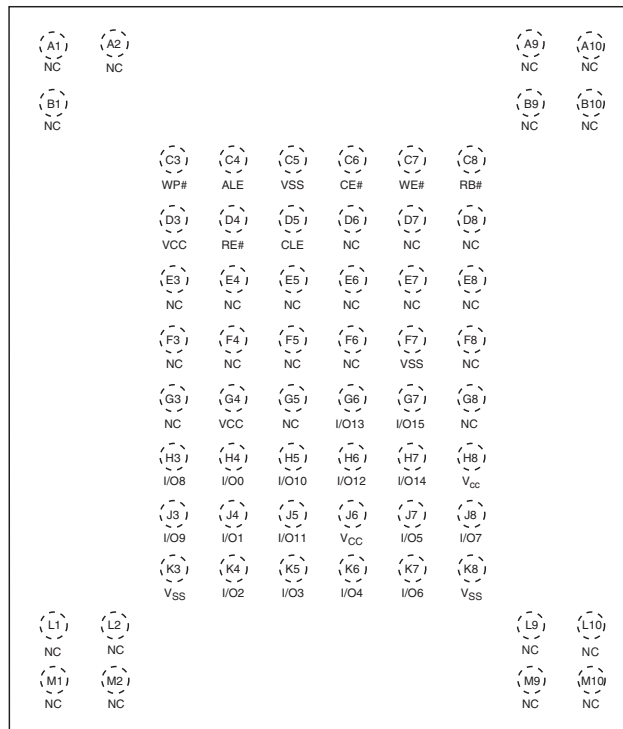 A1 A2 A9 A10
NC NC NC NC
B1 B9 B10
NC NC NC
C3 C4 C5 C6 C7 C8
WP# ALE VSS CE# WE# RB#
D3 D4 D5 D6 D7 D8
VCC RE# CLE NC NC NC
E3 E4 E5 E6 E7 E8
NC NC NC NC NC NC
F3 F4 F5 F6 F7 F8
NC NC NC NC VSS NC
G3 G4 G5 G6 G7 G8
NC VCC NC I/O13 I/O15 NC
H3 H4 H5 H6 H7 H8
I/O8 I/O0 I/O10 I/O12 I/O14 Vcc
J3 J4 J5 J6 J7 J8
I/O9 I/O1 I/O11 VCC I/O5 I/O7
K3 K4 K5 K6 K7 K8
VSS I/O2 I/O3 I/O4 I/O6 VSS
L1 L2 L9 L10
NC NC NC NC
M1 M2 M9 M10
NC NC NC NC